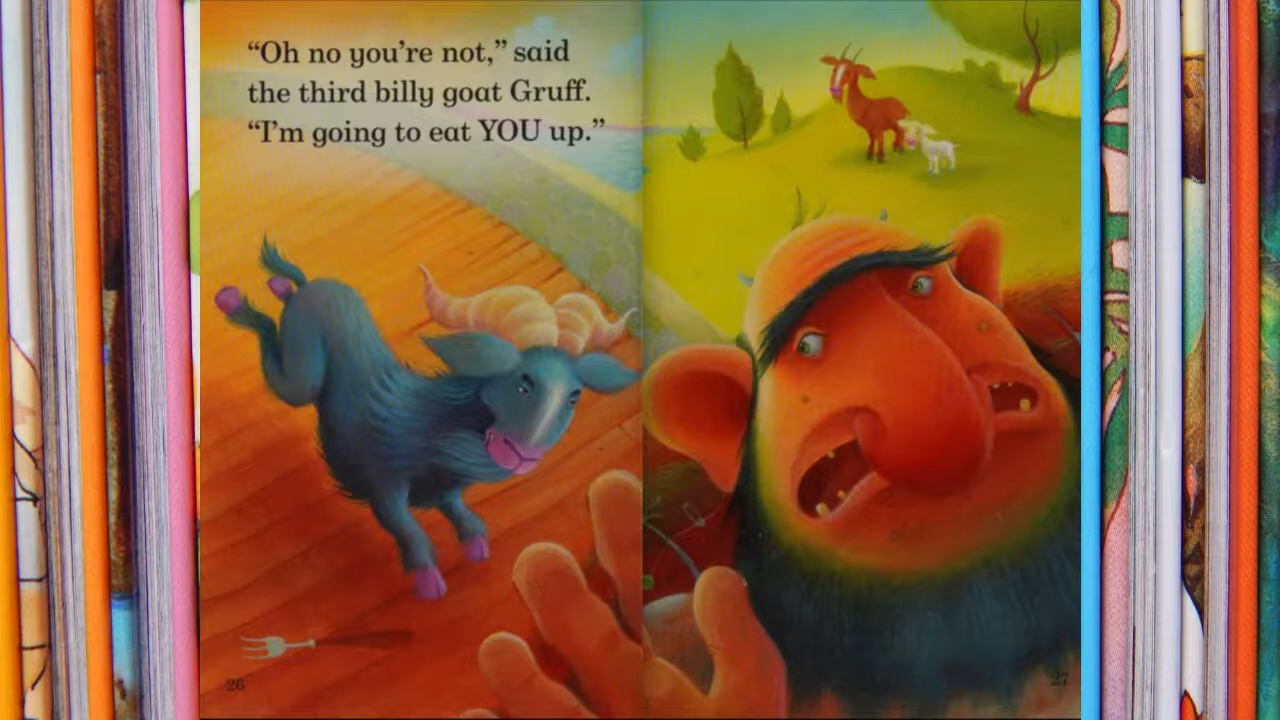 “Oh no you’re not,” said
the third billy goat Gruff.
“I’m going to eat YOU up.”
26
27